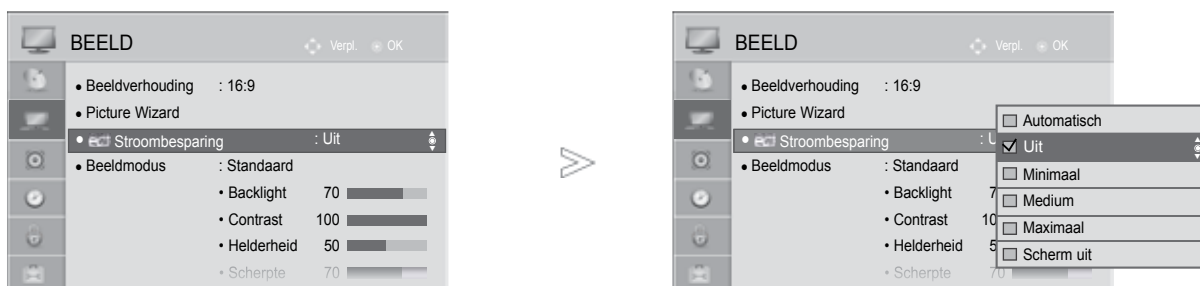 BEELD Verpl. OK
• Beeldverhouding : 16:9
• Picture Wizard
• Stroombesparing : Uit
• Beeldmodus : Standaard
• Backlight 70
• Contrast 100
• Helderheid 50
• Scherpte 70
BEELD Verpl. OK
• Beeldverhouding : 16:9
• Picture Wizard
• Stroombesparing
• Beeldmodus : Standaard
• Backlight
• Contrast
• Helderheid
• Scherpte 70
Automatisch
Uit
Minimaal
Medium
Maximaal
Scherm uit